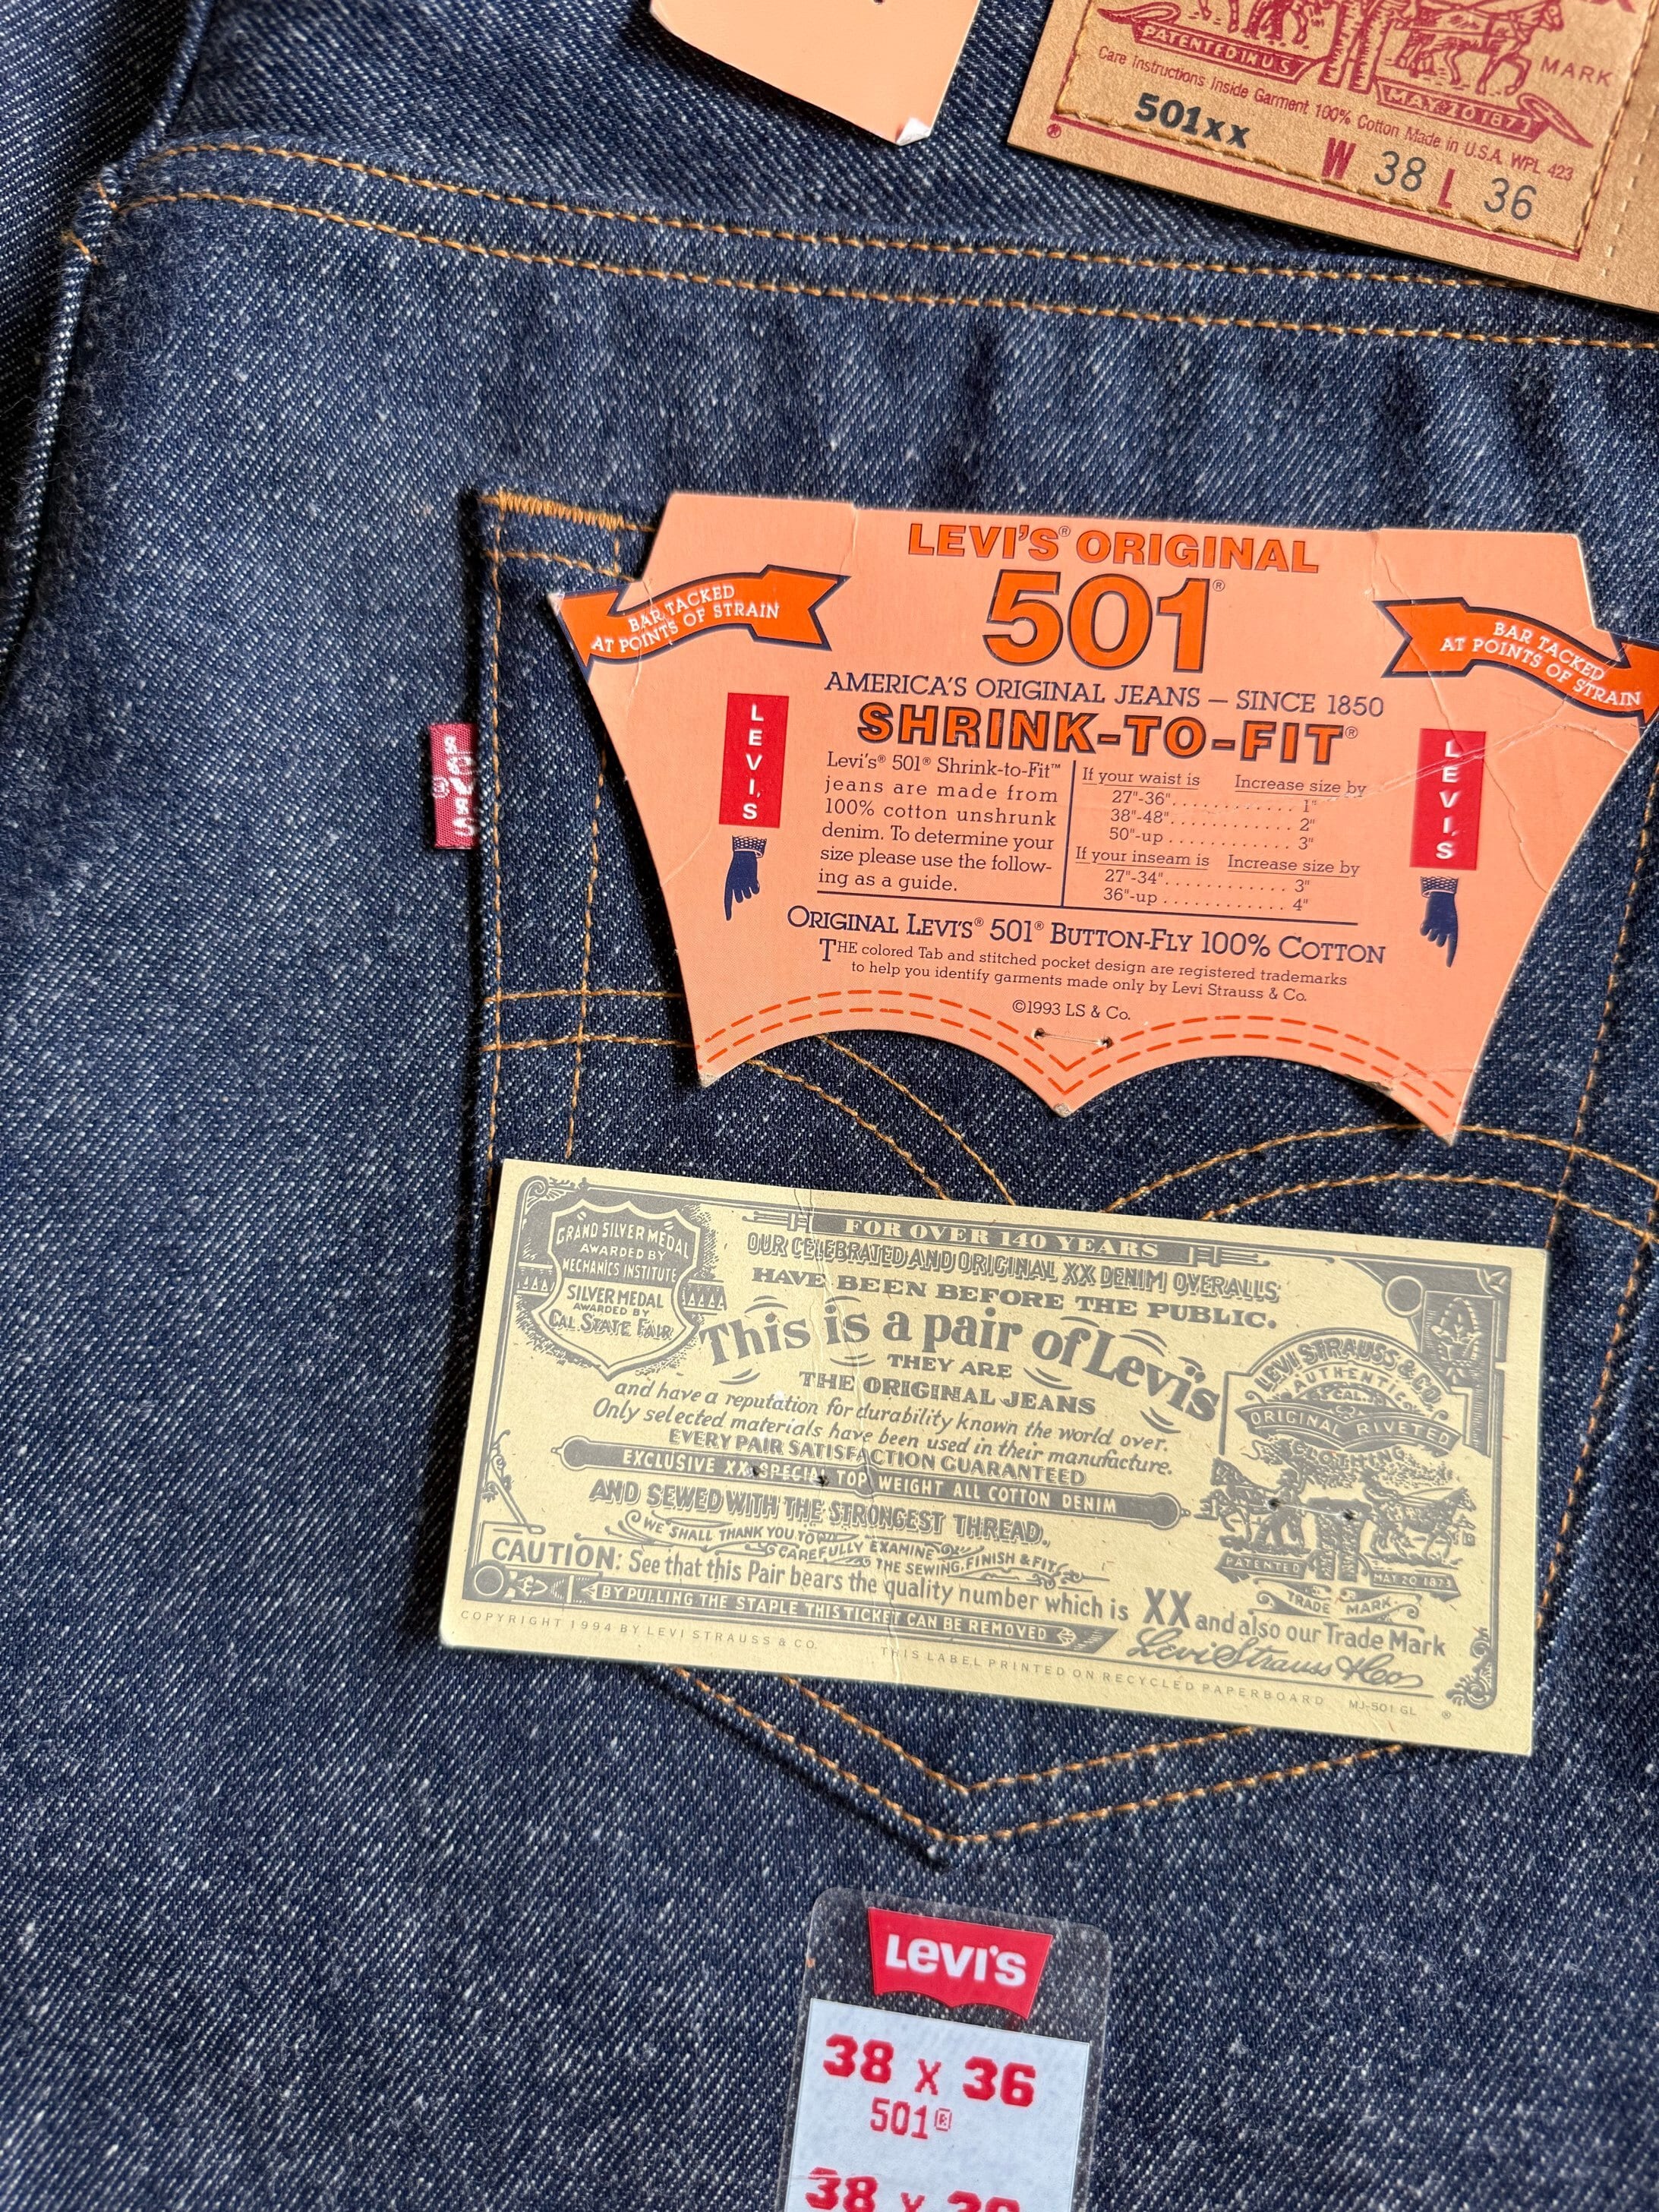 PATENTED IN U S
MAY 20 1873
MARK
Care Instructions Inside Garment 100% Cotton Made in U.S.A. WPL 423
501xx
W 38 L 36
®
LEVI'S® ORIGINAL
501®
BAR TACKED
AT POINTS OF STRAIN
BAR TACKED
AT POINTS OF STRAIN
AMERICA'S ORIGINAL JEANS – SINCE 1850
SHRINK-TO-FIT®
LEVI'S
LEVI'S
Levi's® 501® Shrink-to-Fit™
jeans are made from
100% cotton unshrunk
denim. To determine your
size please use the follow-
ing as a guide.
If your waist is Increase size by
27"-36"............ 1"
38"-48"............ 2"
50"-up ............ 3"
If your inseam is Increase size by
27"-34"............ 3"
36"-up ............ 4"
ORIGINAL LEVI'S® 501® BUTTON-FLY 100% COTTON
THE colored Tab and stitched pocket design are registered trademarks
to help you identify garments made only by Levi Strauss & Co.
©1993 LS & Co.
LEVI'S
®
GRAND SILVER MEDAL
AWARDED BY
MECHANICS INSTITUTE
SILVER MEDAL
AWARDED BY
CAL STATE FAIR
FOR OVER 140 YEARS
OUR CELEBRATED AND ORIGINAL XX DENIM OVERALLS
HAVE BEEN BEFORE THE PUBLIC.
This is a pair of Levi's
THEY ARE
THE ORIGINAL JEANS
and have a reputation for durability known the world over.
Only selected materials have been used in their manufacture.
EVERY PAIR SATISFACTION GUARANTEED
EXCLUSIVE XX SPECIAL TOP WEIGHT ALL COTTON DENIM
AND SEWED WITH THE STRONGEST THREAD.
WE SHALL THANK YOU TO
CAREFULLY EXAMINE
THE SEWING, FINISH & FIT
CAUTION: See that this Pair bears the quality number which is XX and also our Trade Mark
BY PULLING THE STAPLE THIS TICKET CAN BE REMOVED
Levi Strauss & Co
COPYRIGHT 1994 BY LEVI STRAUSS & CO.
THIS LABEL PRINTED ON RECYCLED PAPERBOARD MJ-501 GL ®
LEVI STRAUSS & CO.
AUTHENTIC
CAL.
ORIGINAL RIVETED
CLOTHING
PATENTED
MAY 20 1873
TRADE MARK
LEVI'S
38 x 36
501®